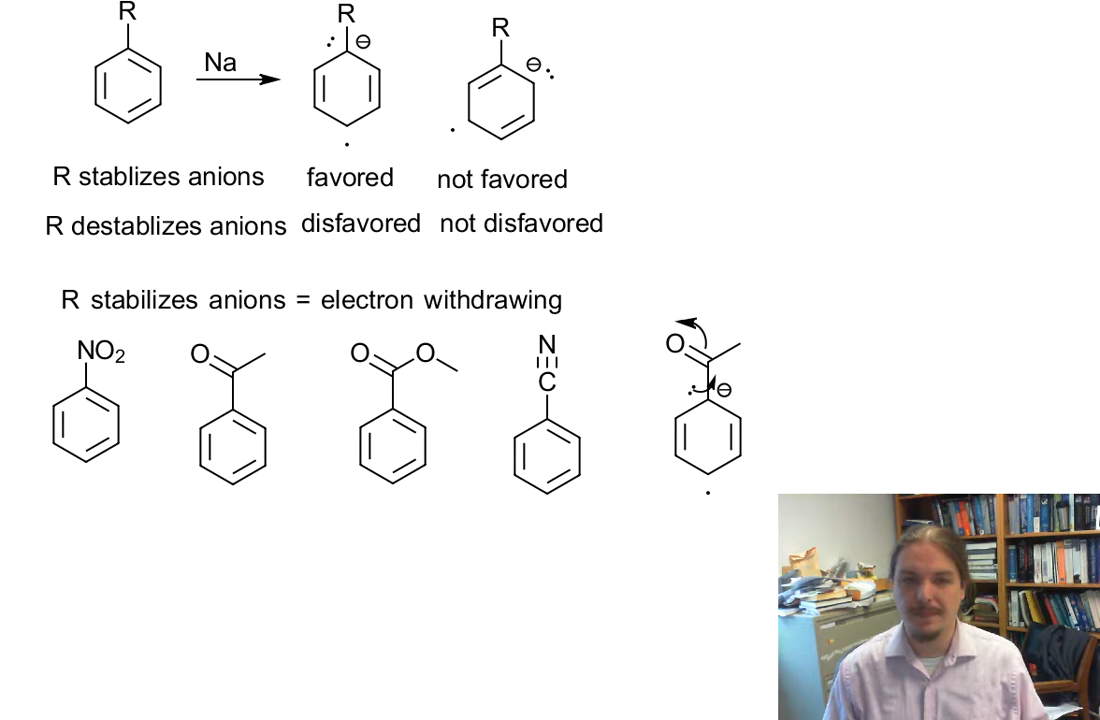 R
R
R
Na
⊖
⊖
R stablizes anions favored not favored
R destablizes anions disfavored not disfavored
R stabilizes anions = electron withdrawing
NO2
O
O O
N
C
O
⊖